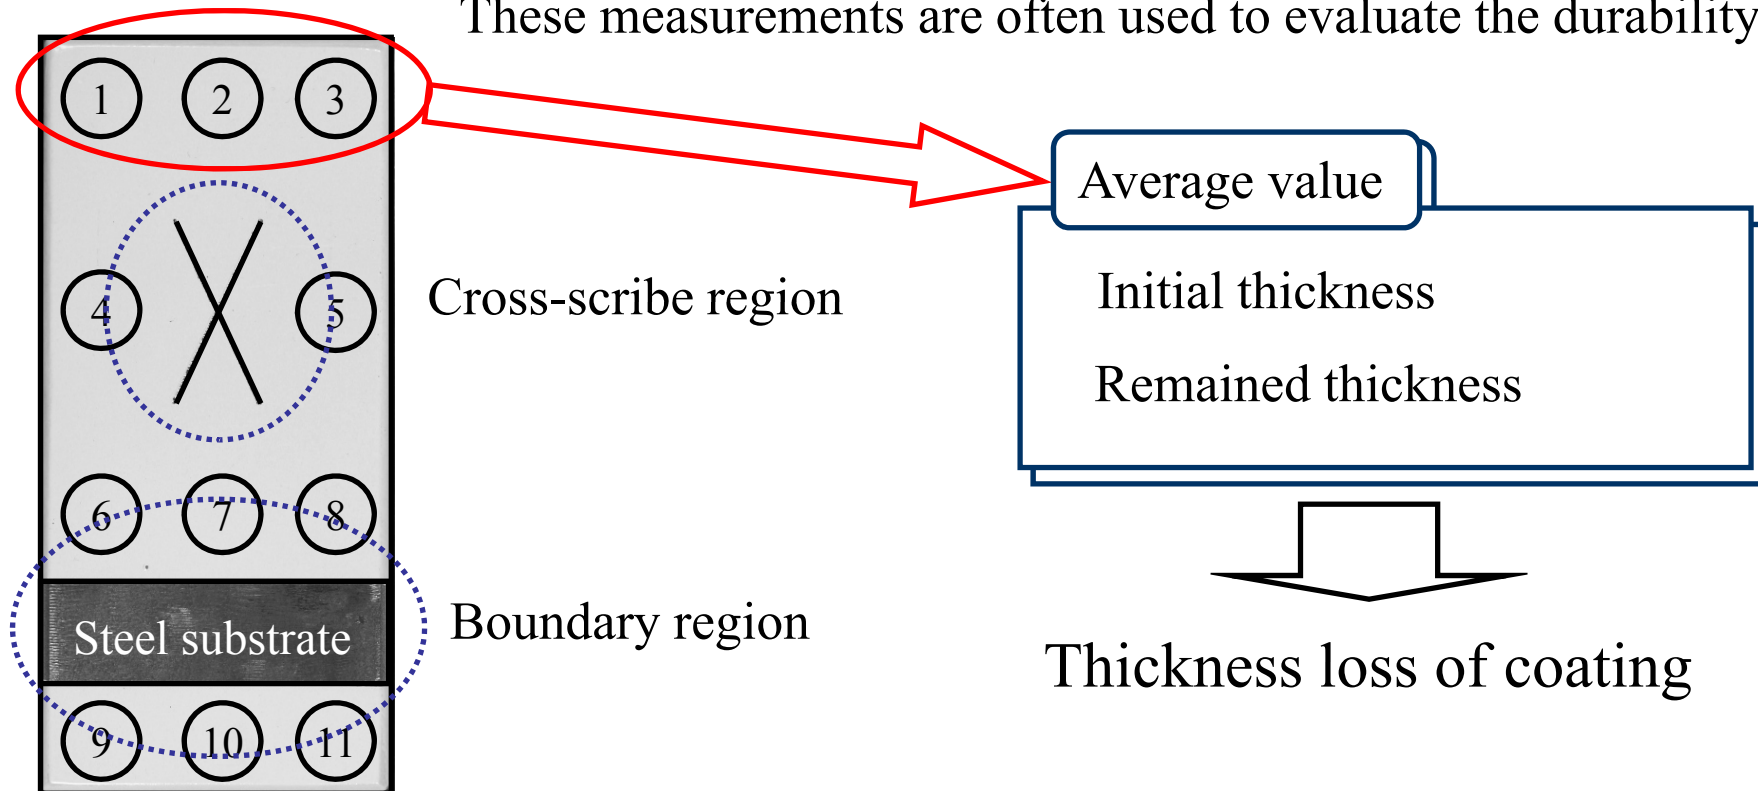 These measurements are often used to evaluate the durability
1 2 3
Average value
Initial thickness
Remained thickness
4 5
Cross-scribe region
6 7 8
Steel substrate
Boundary region
9 10 11
Thickness loss of coating